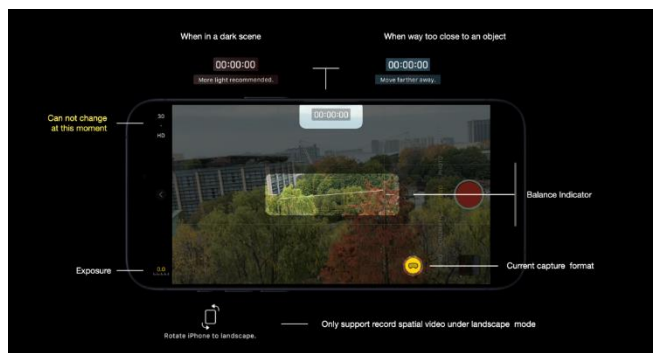 When in a dark scene
When way too close to an object
00:00:00
00:00:00
More light recommended.
Move farther away.
Can not change
at this moment
30
·
HD
00:00:00
Balance Indicator
Exposure
0.0
Current capture format
Rotate iPhone to landscape.
Only support record spatial video under landscape mode